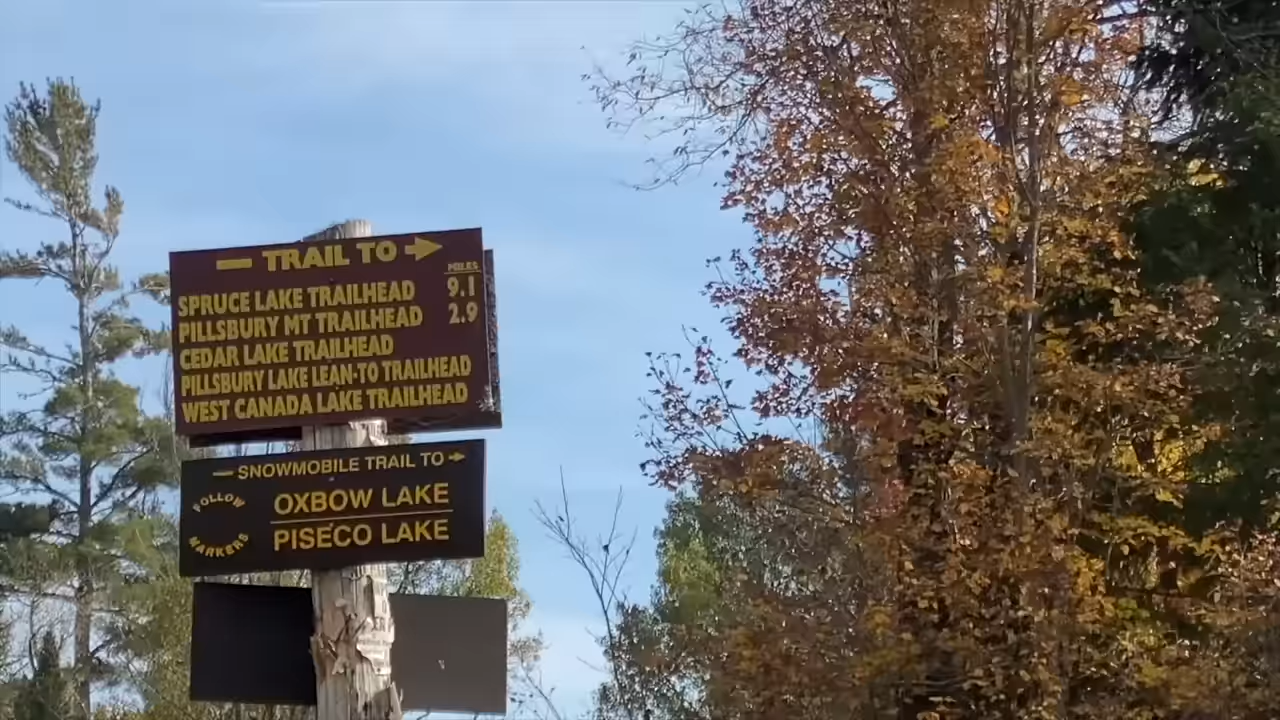 TRAIL TO
MILES
SPRUCE LAKE TRAILHEAD 9.1
PILLSBURY MT TRAILHEAD 2.9
CEDAR LAKE TRAILHEAD
PILLSBURY LAKE LEAN-TO TRAILHEAD
WEST CANADA LAKE TRAILHEAD
SNOWMOBILE TRAIL TO
FOLLOW MARKERS
OXBOW LAKE
PISECO LAKE